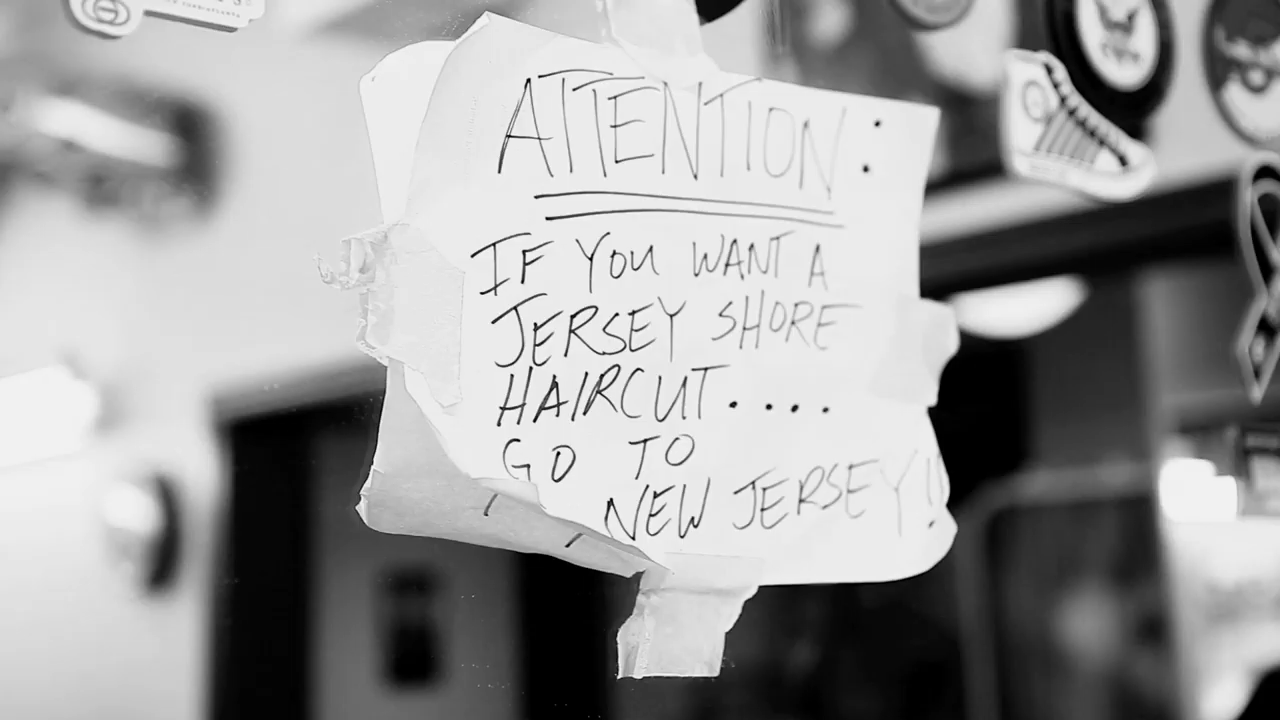 ATTENTION:
IF YOU WANT A
JERSEY SHORE
HAIRCUT....
GO TO
NEW JERSEY!!